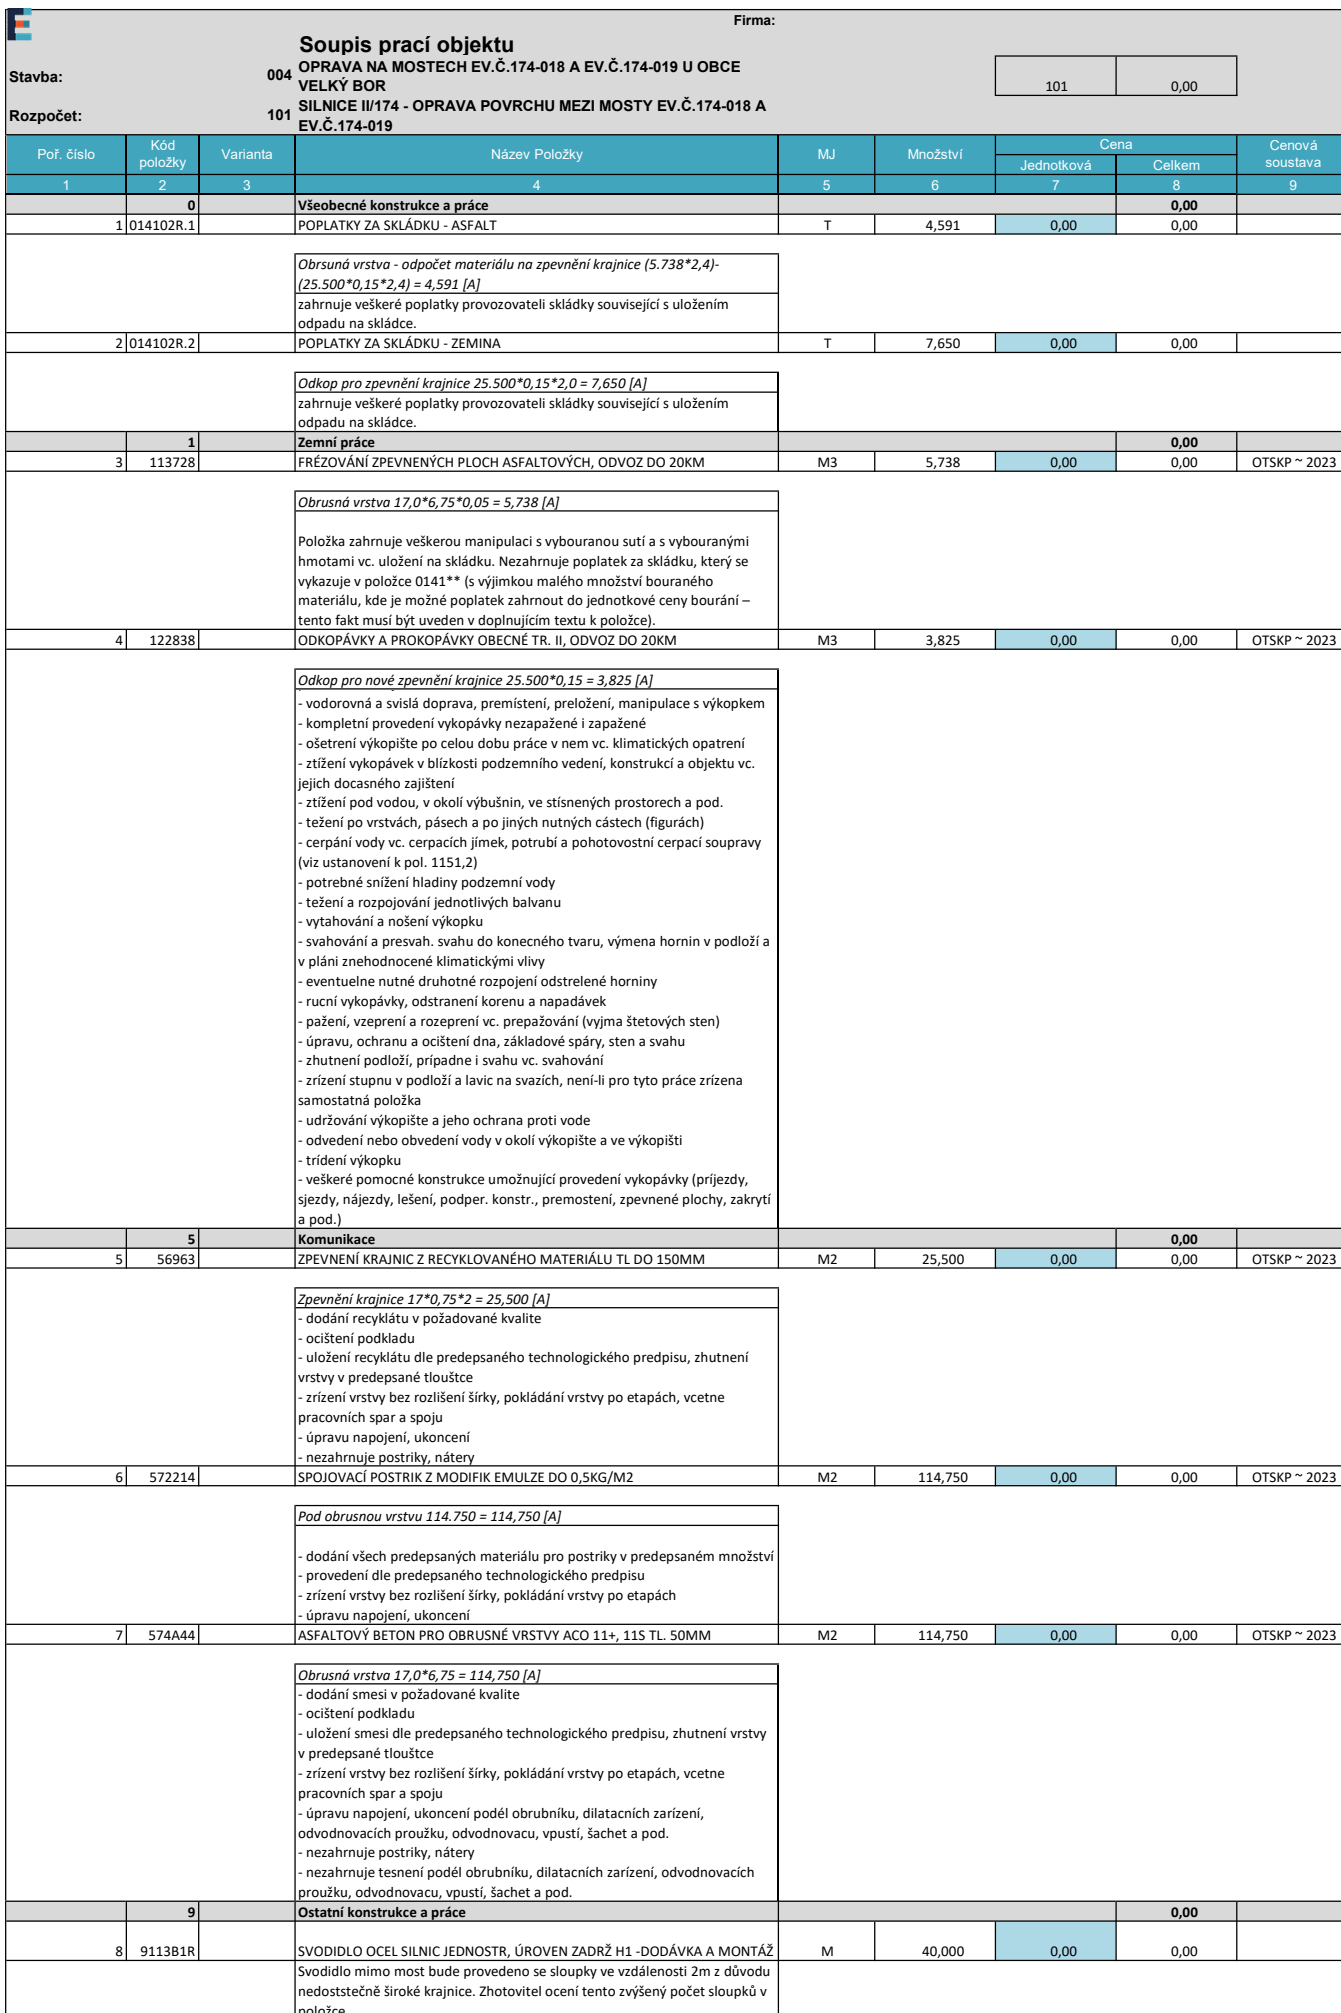 Firma:
Soupis prací objektu
Stavba: 004 OPRAVA NA MOSTECH EV.Č.174-018 A EV.Č.174-019 U OBCE
VELKÝ BOR
101 0,00
Rozpočet: 101 SILNICE II/174 - OPRAVA POVRCHU MEZI MOSTY EV.Č.174-018 A
EV.Č.174-019
Poř. číslo Kód položky Varianta Název Položky MJ Množství Cena Cenová soustava
Jednotková Celkem
1 2 3 4 5 6 7 8 9
0 Všeobecné konstrukce a práce 0,00
1 014102R.1 POPLATKY ZA SKLÁDKU - ASFALT T 4,591 0,00 0,00
Obrsuná vrstva - odpočet materiálu na zpevnění krajnice (5.738*2,4)-
(25.500*0,15*2,4) = 4,591 [A]
zahrnuje veškeré poplatky provozovateli skládky související s uložením
odpadu na skládce.
2 014102R.2 POPLATKY ZA SKLÁDKU - ZEMINA T 7,650 0,00 0,00
Odkop pro zpevnění krajnice 25.500*0,15*2,0 = 7,650 [A]
zahrnuje veškeré poplatky provozovateli skládky související s uložením
odpadu na skládce.
1 Zemní práce 0,00
3 113728 FRÉZOVÁNÍ ZPEVNENÝCH PLOCH ASFALTOVÝCH, ODVOZ DO 20KM M3 5,738 0,00 0,00 OTSKP ~ 2023
Obrusná vrstva 17,0*6,75*0,05 = 5,738 [A]
Položka zahrnuje veškerou manipulaci s vybouranou sutí a s vybouranými
hmotami vc. uložení na skládku. Nezahrnuje poplatek za skládku, který se
vykazuje v položce 0141** (s výjimkou malého množství bouraného
materiálu, kde je možné poplatek zahrnout do jednotkové ceny bourání –
tento fakt musí být uveden v doplnujícím textu k položce).
4 122838 ODKOPÁVKY A PROKOPÁVKY OBECNÉ TR. II, ODVOZ DO 20KM M3 3,825 0,00 0,00 OTSKP ~ 2023
Odkop pro nové zpevnění krajnice 25.500*0,15 = 3,825 [A]
- vodorovná a svislá doprava, premístení, preložení, manipulace s výkopkem
- kompletní provedení vykopávky nezapažené i zapažené
- ošetrení výkopište po celou dobu práce v nem vc. klimatických opatrení
- ztížení vykopávek v blízkosti podzemního vedení, konstrukcí a objektu vc.
jejich docasného zajištení
- ztížení pod vodou, v okolí výbušnin, ve stísnených prostorech a pod.
- težení po vrstvách, pásech a po jiných nutných cástech (figurách)
- cerpání vody vc. cerpacích jímek, potrubí a pohotovostní cerpací soupravy
(viz ustanovení k pol. 1151,2)
- potrebné snížení hladiny podzemní vody
- težení a rozpojování jednotlivých balvanu
- vytahování a nošení výkopku
- svahování a presvah. svahu do konecného tvaru, výmena hornin v podloží a
v pláni znehodnocené klimatickými vlivy
- eventuelne nutné druhotné rozpojení odstrelené horniny
- rucní vykopávky, odstranení korenu a napadávek
- pažení, vzeprení a rozeprení vc. prepažování (vyjma štetových sten)
- úpravu, ochranu a ocištení dna, základové spáry, sten a svahu
- zhutnení podloží, prípadne i svahu vc. svahování
- zrízení stupnu v podloží a lavic na svazích, není-li pro tyto práce zrízena
samostatná položka
- udržování výkopište a jeho ochrana proti vode
- odvedení nebo obvedení vody v okolí výkopište a ve výkopišti
- trídení výkopku
- veškeré pomocné konstrukce umožnující provedení vykopávky (príjezdy,
sjezdy, nájezdy, lešení, podper. konstr., premostení, zpevnené plochy, zakrytí
a pod.)
5 Komunikace 0,00
5 56963 ZPEVNENÍ KRAJNIC Z RECYKLOVANÉHO MATERIÁLU TL DO 150MM M2 25,500 0,00 0,00 OTSKP ~ 2023
Zpevnění krajnice 17*0,75*2 = 25,500 [A]
- dodání recyklátu v požadované kvalite
- ocištení podkladu
- uložení recyklátu dle predepsaného technologického predpisu, zhutnení
vrstvy v predepsané tlouštce
- zrízení vrstvy bez rozlišení šírky, pokládání vrstvy po etapách, vcetne
pracovních spar a spoju
- úpravu napojení, ukoncení
- nezahrnuje postriky, nátery
6 572214 SPOJOVACÍ POSTRIK Z MODIFIK EMULZE DO 0,5KG/M2 M2 114,750 0,00 0,00 OTSKP ~ 2023
Pod obrusnou vrstvu 114.750 = 114,750 [A]
- dodání všech predepsaných materiálu pro postriky v predepsaném množství
- provedení dle predepsaného technologického predpisu
- zrízení vrstvy bez rozlišení šírky, pokládání vrstvy po etapách
- úpravu napojení, ukoncení
7 574A44 ASFALTOVÝ BETON PRO OBRUSNÉ VRSTVY ACO 11+, 11S TL. 50MM M2 114,750 0,00 0,00 OTSKP ~ 2023
Obrusná vrstva 17,0*6,75 = 114,750 [A]
- dodání smesi v požadované kvalite
- ocištení podkladu
- uložení smesi dle predepsaného technologického predpisu, zhutnení vrstvy
v predepsané tlouštce
- zrízení vrstvy bez rozlišení šírky, pokládání vrstvy po etapách, vcetne
pracovních spar a spoju
- úpravu napojení, ukoncení podél obrubníku, dilatacních zarízení,
odvodnovacích proužku, odvodnovacu, vpustí, šachet a pod.
- nezahrnuje postriky, nátery
- nezahrnuje tesnení podél obrubníku, dilatacních zarízení, odvodnovacích
proužku, odvodnovacu, vpustí, šachet a pod.
9 Ostatní konstrukce a práce 0,00
8 9113B1R SVODIDLO OCEL SILNIC JEDNOSTR, ÚROVEN ZADRŽ H1 -DODÁVKA A MONTÁŽ M 40,000 0,00 0,00
Svodidlo mimo most bude provedeno se sloupky ve vzdálenosti 2m z důvodu
nedoststečně široké krajnice. Zhotovitel ocení tento zvýšený počet sloupků v
položce